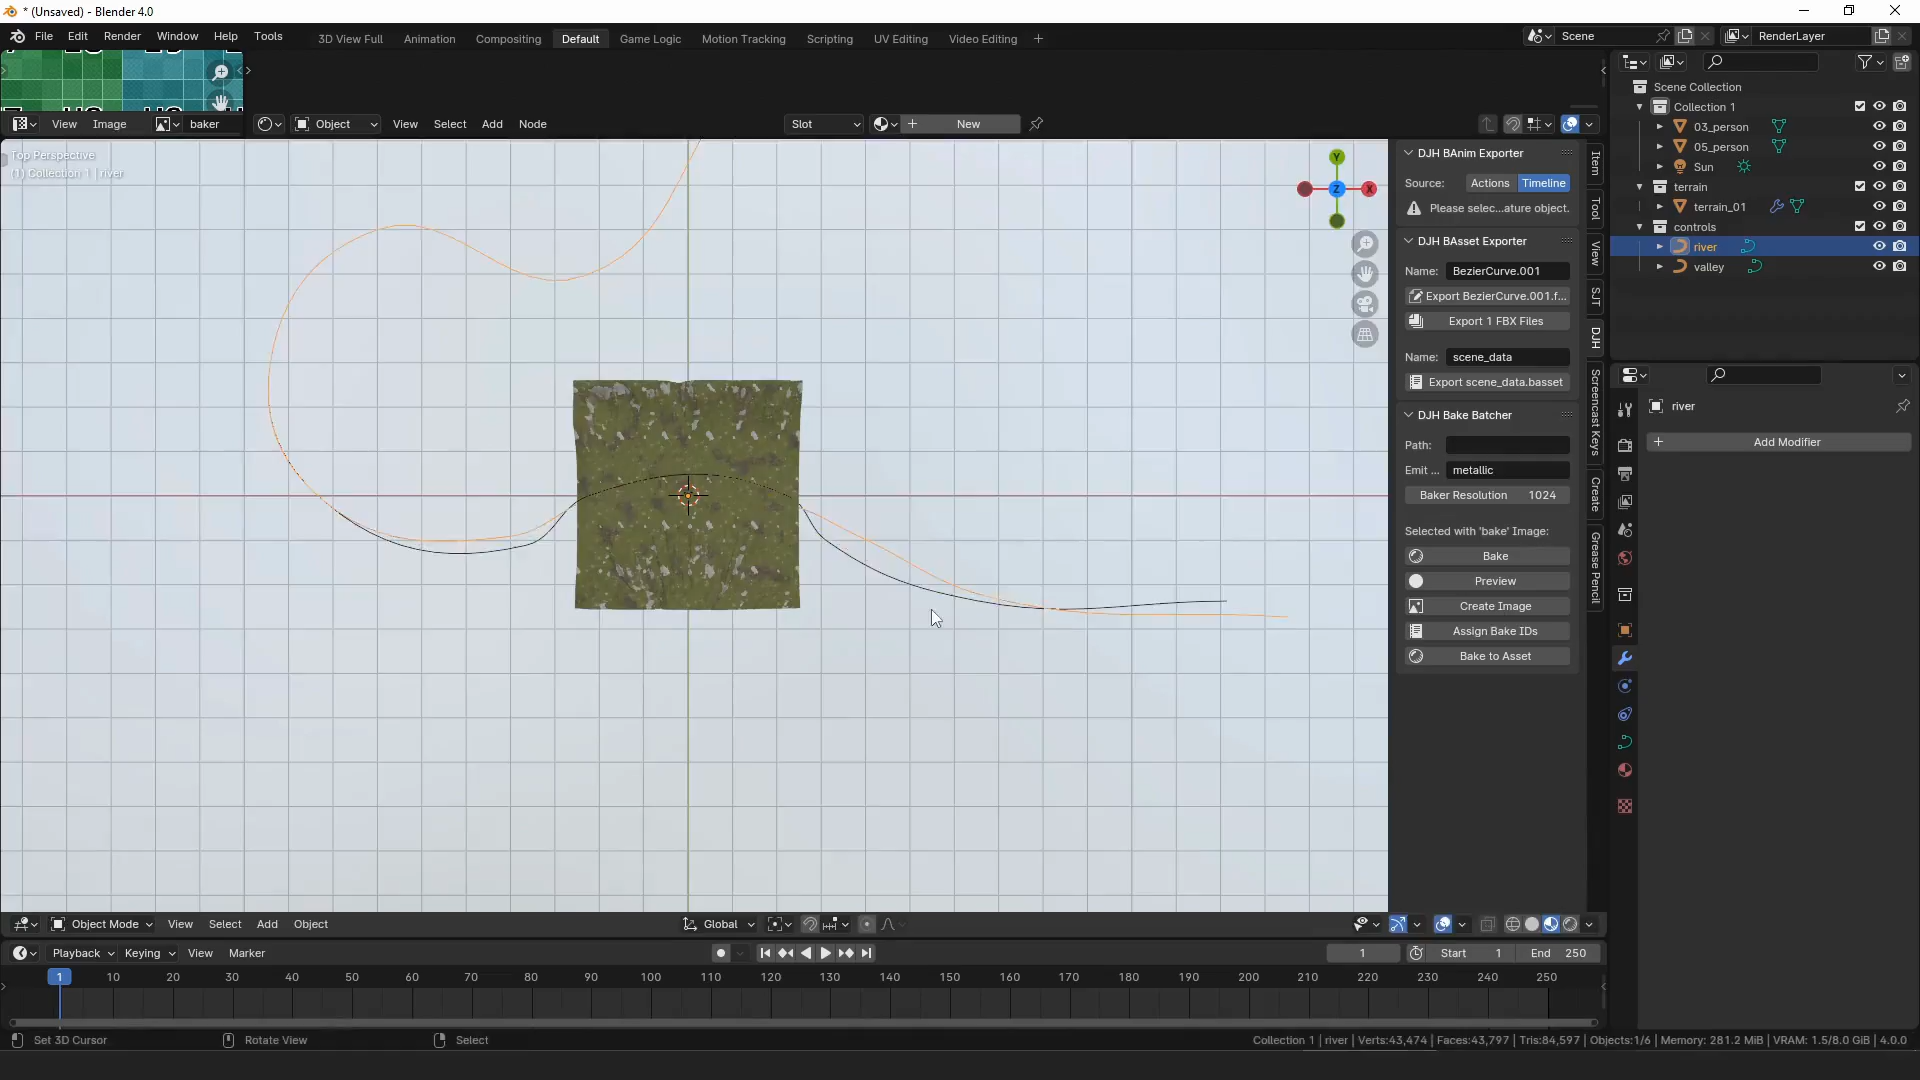 * (Unsaved) - Blender 4.0
File Edit Render Window Help Tools
3D View Full Animation Compositing Default Game Logic Motion Tracking Scripting UV Editing Video Editing
Scene
RenderLayer
View Image baker
Object View Select Add Node Slot New
Top Perspective
(1) Collection 1 | river
Y
Z
X
DJH BAnim Exporter
Source: Actions Timeline
Please selec...ature object.
DJH BAsset Exporter
Name: BezierCurve.001
Export BezierCurve.001.f...
Export 1 FBX Files
Name: scene_data
Export scene_data.basset
DJH Bake Batcher
Path:
Emit ... metallic
Baker Resolution 1024
Selected with 'bake' Image:
Bake
Preview
Create Image
Assign Bake IDs
Bake to Asset
Item
Tool
View
SJT
DJH
Screencast Keys
Create
Grease Pencil
Scene Collection
Collection 1
03_person
05_person
Sun
terrain
terrain_01
controls
river
valley
river
Add Modifier
Object Mode View Select Add Object Global
Playback Keying View Marker 1 Start 1 End 250
1 10 20 30 40 50 60 70 80 90 100 110 120 130 140 150 160 170 180 190 200 210 220 230 240 250
Set 3D Cursor Rotate View Select
Collection 1 | river | Verts:43,474 | Faces:43,797 | Tris:84,597 | Objects:1/6 | Memory: 281.2 MiB | VRAM: 1.5/8.0 GiB | 4.0.0